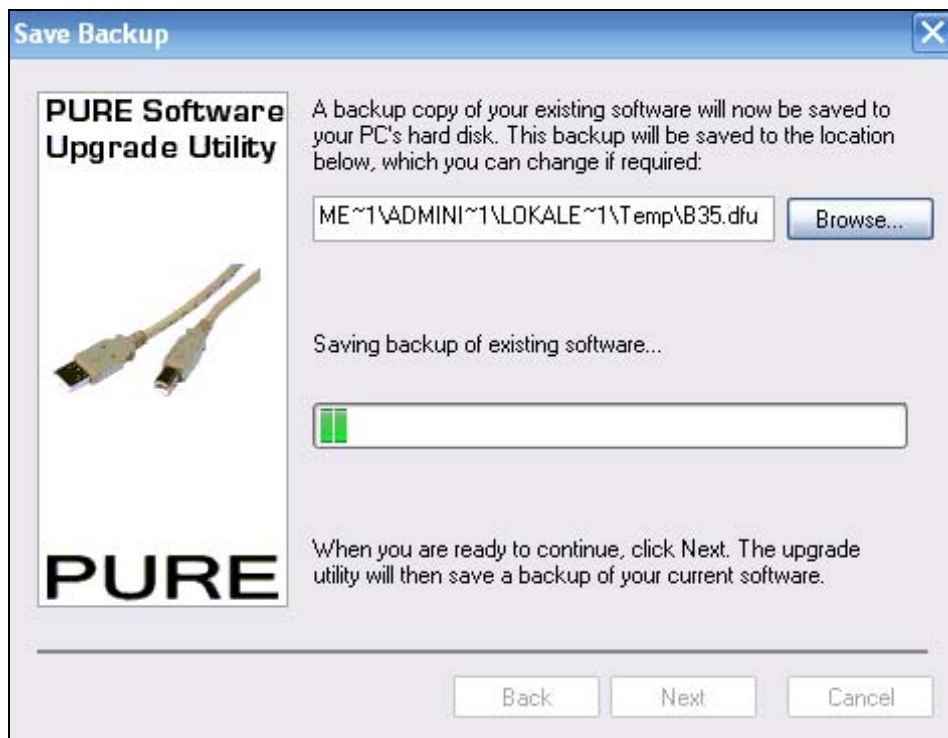 Save Backup
PURE Software
Upgrade Utility
A backup copy of your existing software will now be saved to
your PC's hard disk. This backup will be saved to the location
below, which you can change if required:
ME~1\ADMINI~1\LOKALE~1\Temp\B35.dfu
Browse...
Saving backup of existing software...
When you are ready to continue, click Next. The upgrade
utility will then save a backup of your current software.
PURE
Back
Next
Cancel